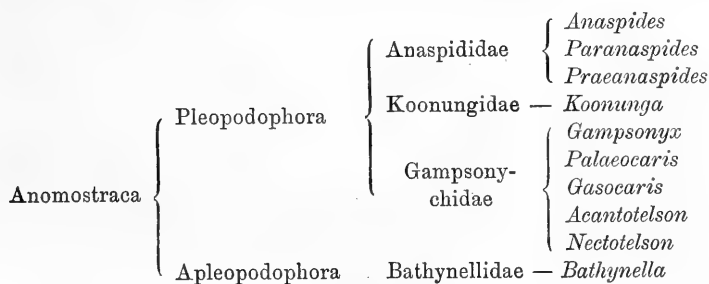 Anaspides
Anaspididae
Paranaspides
Praeanaspides
Pleopodophora
Koonungidae — Koonunga
Gampsonyx
Gampsony-
chidae
Palaeocaris
Anomostraca
Gasocaris
Acantotelson
Nectotelson
Apleopodophora Bathynellidae — Bathynella